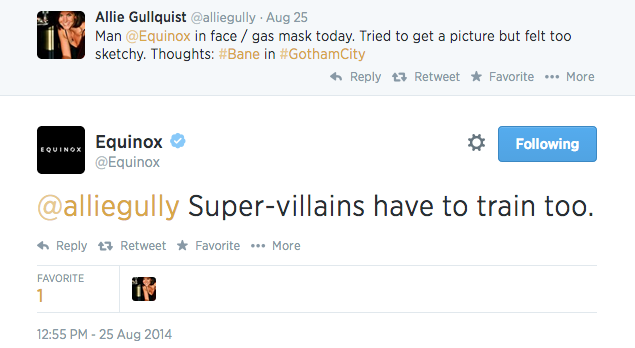 Allie Gullquist @alliegully · Aug 25
Man @Equinox in face / gas mask today. Tried to get a picture but felt too
sketchy. Thoughts: #Bane in #GothamCity
Reply Retweet Favorite More
EQUINOX
Equinox
@Equinox
Following
@alliegully Super-villains have to train too.
Reply Retweet Favorite More
FAVORITE
1
12:55 PM - 25 Aug 2014